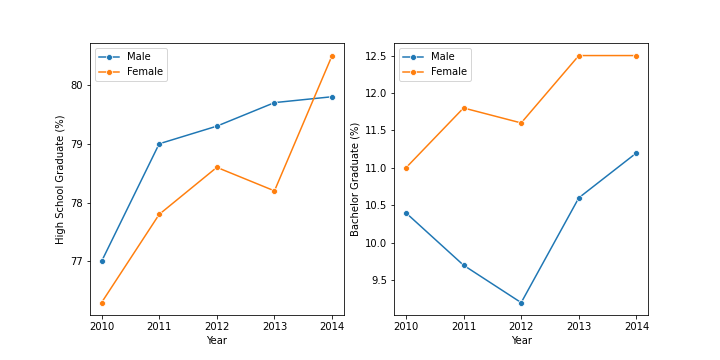 Male
Female
High School Graduate (%)
80
79
78
77
2010 2011 2012 2013 2014
Year
Male
Female
Bachelor Graduate (%)
12.5
12.0
11.5
11.0
10.5
10.0
9.5
2010 2011 2012 2013 2014
Year